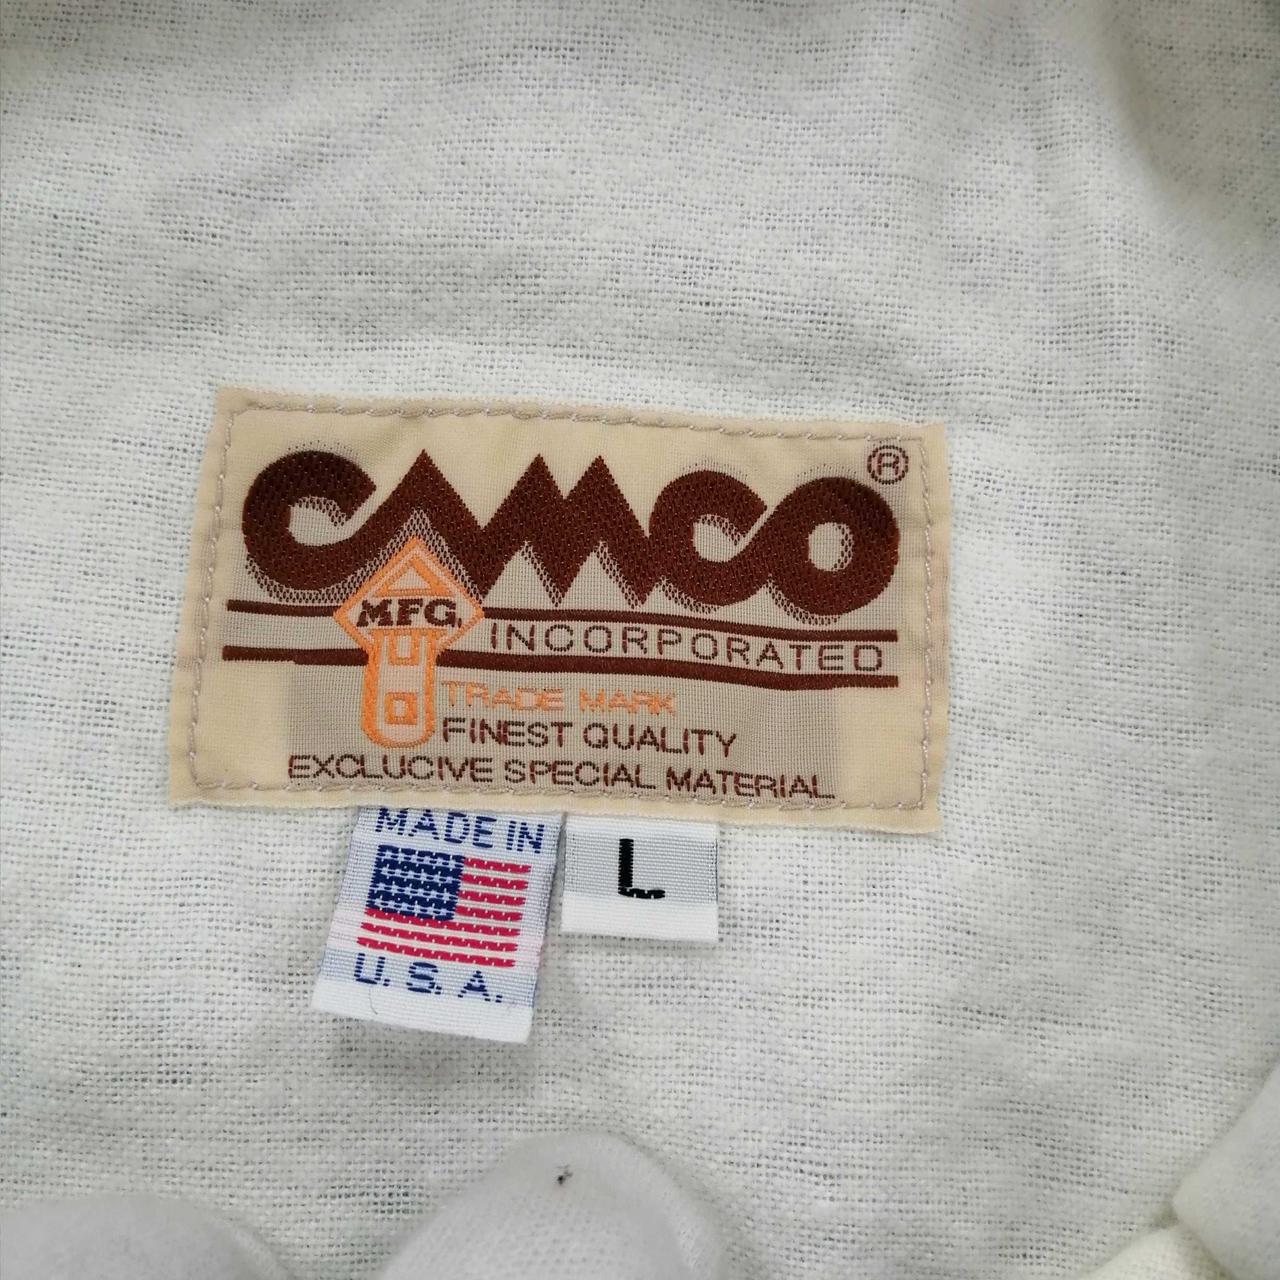 CAMCO ®
MFG. INCORPORATED
TRADE MARK
FINEST QUALITY
EXCLUCIVE SPECIAL MATERIAL
MADE IN
U.S.A.
L